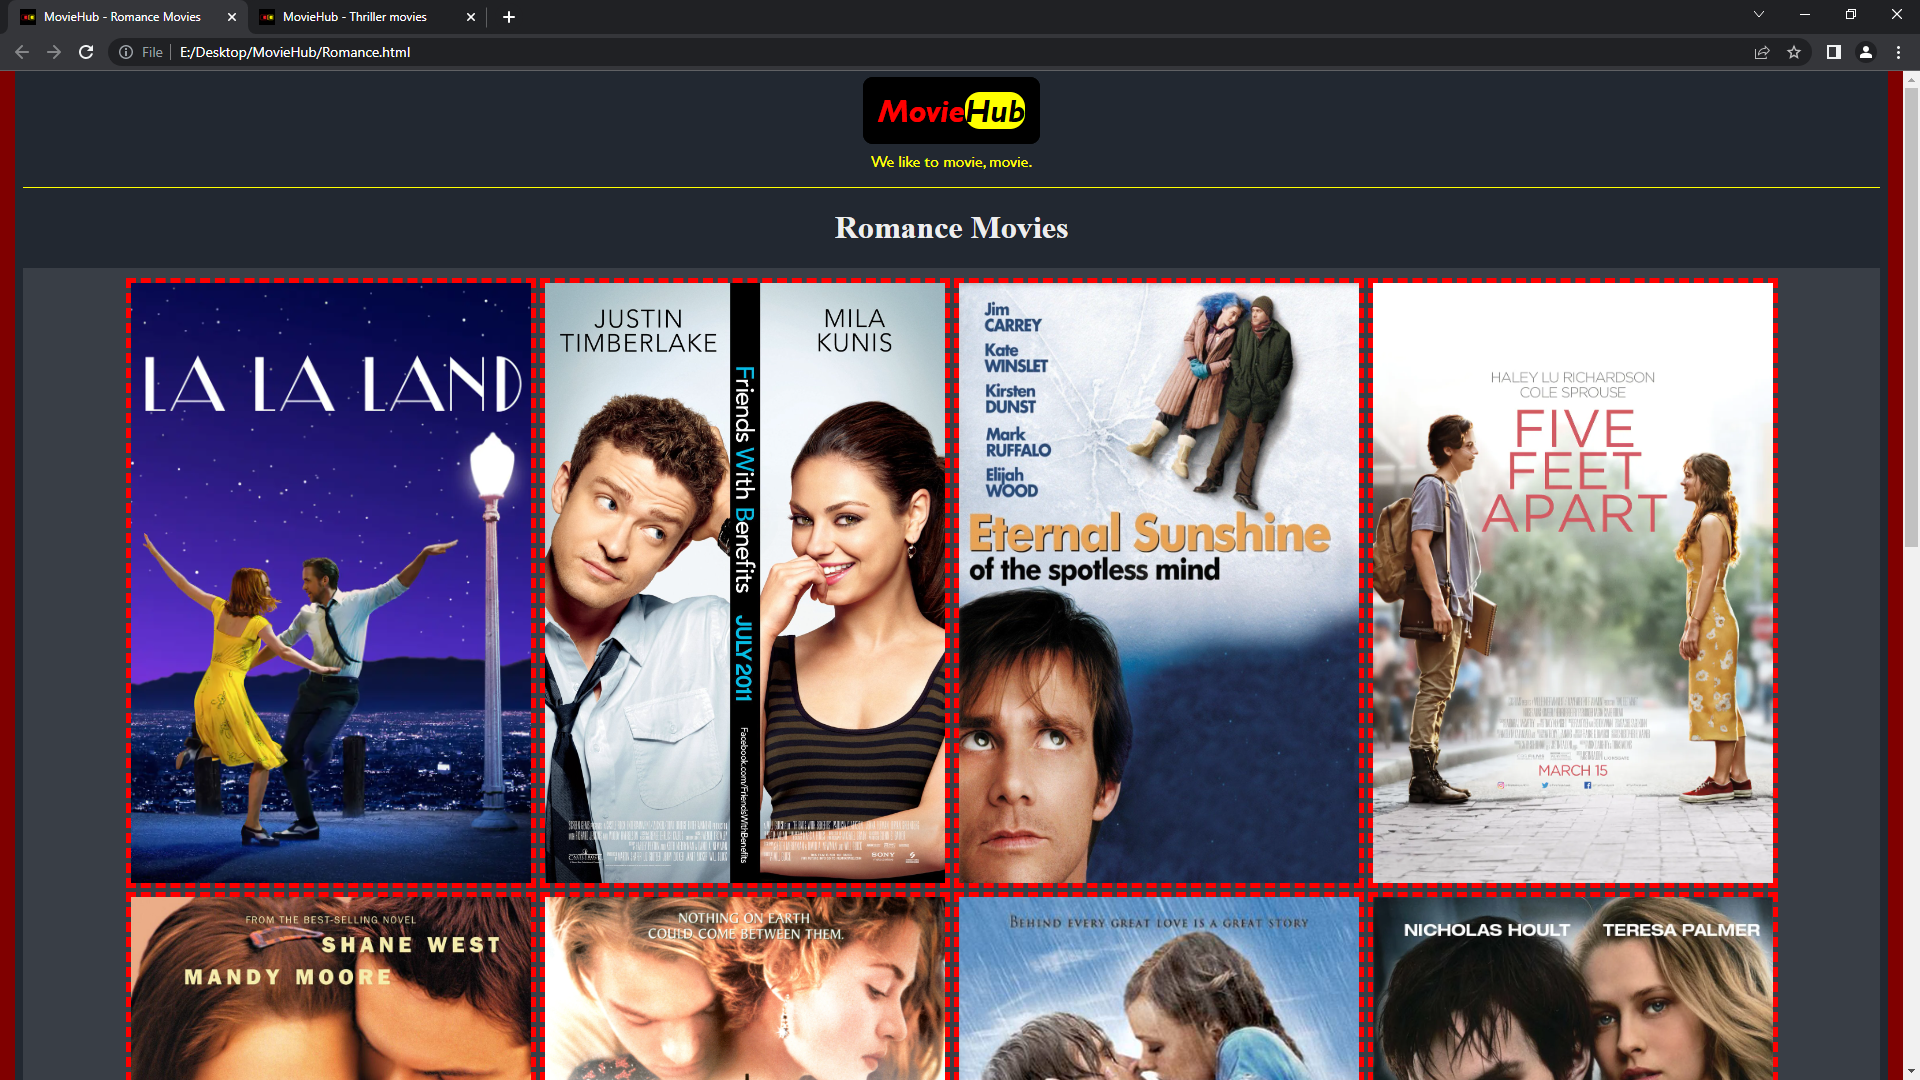 MovieHub - Romance Movies
MovieHub - Thriller movies
File
E:/Desktop/MovieHub/Romance.html
MovieHub
We like to movie, movie.
Romance Movies
LA LA LAND
JUSTIN
TIMBERLAKE
MILA
KUNIS
Friends With Benefits
JULY 2011
Facebook.com/FriendsWithBenefits
SONY
Jim
CARREY
Kate
WINSLET
Kirsten
DUNST
Mark
RUFFALO
Elijah
WOOD
Eternal Sunshine
of the spotless mind
HALEY LU RICHARDSON
COLE SPROUSE
FIVE
FEET
APART
MARCH 15
FROM THE BEST-SELLING NOVEL
SHANE WEST
MANDY MOORE
NOTHING ON EARTH
COULD COME BETWEEN THEM.
BEHIND EVERY GREAT LOVE IS A GREAT STORY
NICHOLAS HOULT
TERESA PALMER